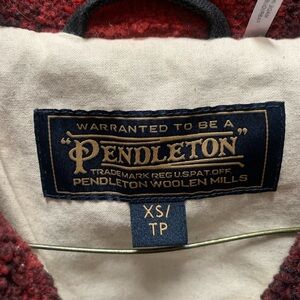 WARRANTED TO BE A
"PENDLETON"
TRADEMARK REG U.S. PAT. OFF.
PENDLETON WOOLEN MILLS
XS/
TP